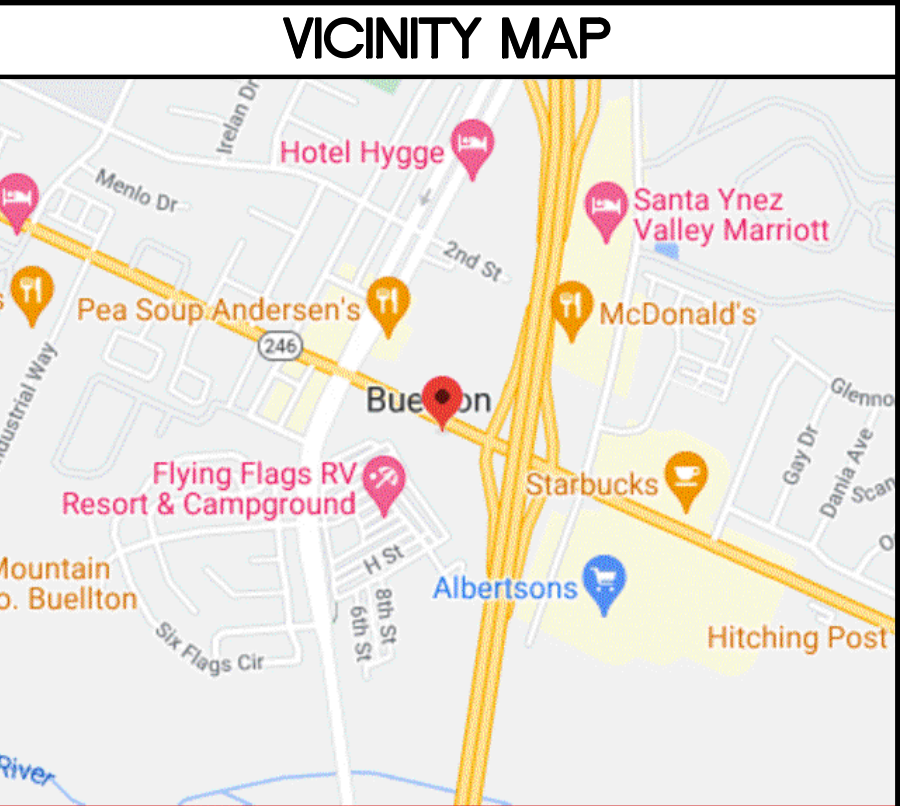 VICINITY MAP
Irelan Dr
Hotel Hygge
Menlo Dr
Santa Ynez
Valley Marriott
2nd St
Pea Soup Andersen's
McDonald's
246
Glenno
Gay Dr
Dania Ave
Scan
Flying Flags RV
Resort & Campground
Starbucks
H St
Mountain
o. Buellton
Albertsons
8th St
6th St
Six Flags Cir
Hitching Post
River